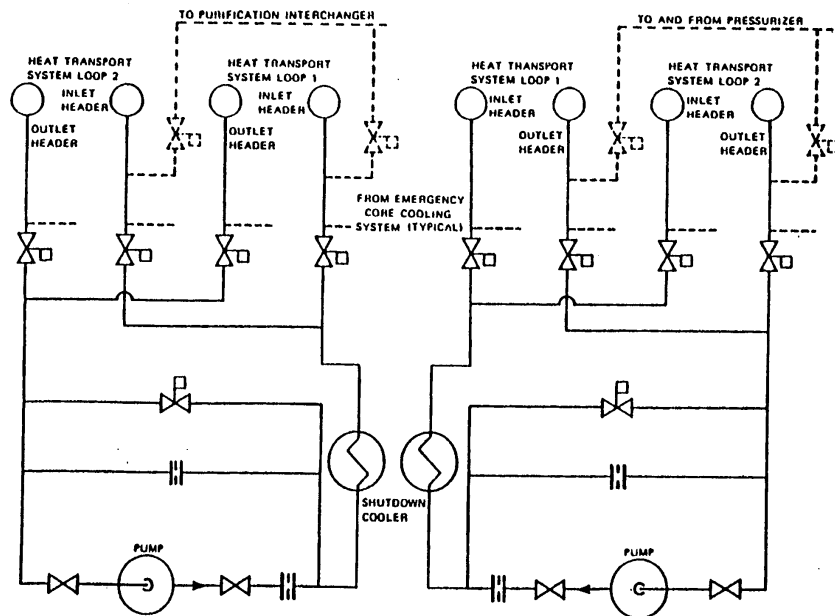 TO PURIFICATION INTERCHANGER
TO AND FROM PRESSURIZER
HEAT TRANSPORT
SYSTEM LOOP 2
HEAT TRANSPORT
SYSTEM LOOP 1
HEAT TRANSPORT
SYSTEM LOOP 1
HEAT TRANSPORT
SYSTEM LOOP 2
INLET
HEADER
INLET
HEADER
INLET
HEADER
INLET
HEADER
OUTLET
HEADER
OUTLET
HEADER
OUTLET
HEADER
OUTLET
HEADER
FROM EMERGENCY
CORE COOLING
SYSTEM (TYPICAL)
SHUTDOWN
COOLER
PUMP
PUMP